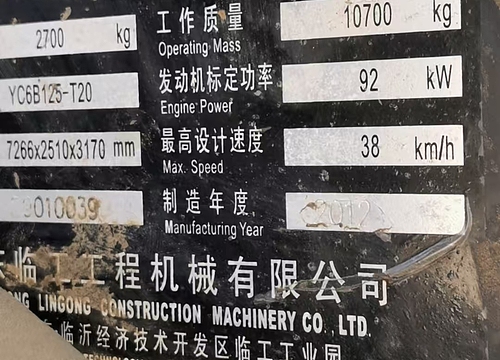 2700 kg
工作质量
Operating Mass
10700 kg
YC6B125-T20
发动机标定功率
Engine Power
92 kW
7266x2510x3170 mm
最高设计速度
Max. Speed
38 km/h
制造年度
Manufacturing Year
临工工程机械有限公司
LINGONG CONSTRUCTION MACHINERY CO., LTD.
临沂经济技术开发区临工工业园